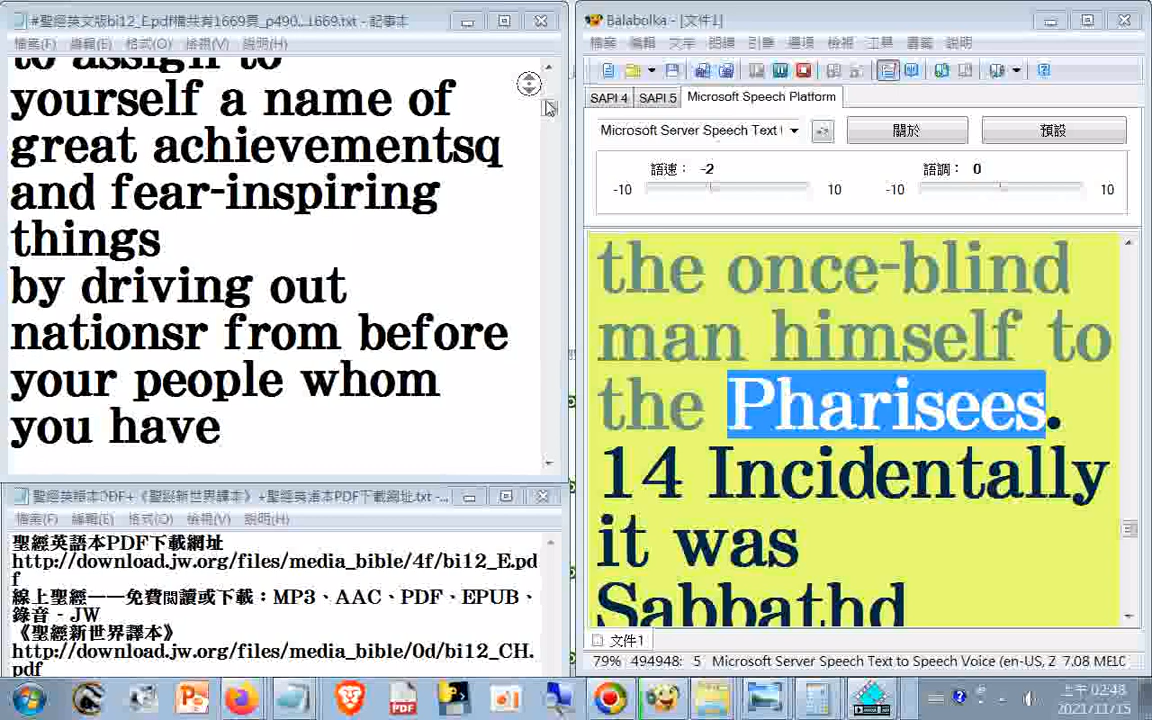 #聖經英文版bi12_E.pdf檔共有1669頁_p490...1669.txt - 記事本
檔案(F) 編輯(E) 格式(O) 檢視(V) 說明(H)
to assign to
yourself a name of
great achievementsq
and fear-inspiring
things
by driving out
nationsr from before
your people whom
you have
聖經英語本PDF+《聖經新世界譯本》+聖經英語本PDF下載網址.txt - ...
檔案(F) 編輯(E) 格式(O) 檢視(V) 說明(H)
聖經英語本PDF下載網址
http://download.jw.org/files/media_bible/4f/bi12_E.pd
f
線上聖經——免費閱讀或下載：MP3、AAC、PDF、EPUB、
錄音 - JW
《聖經新世界譯本》
http://download.jw.org/files/media_bible/0d/bi12_CH.
pdf
Balabolka - [文件1]
檔案 編輯 文字 朗讀 引擎 選項 檢視 工具 書籤 說明
SAPI 4 SAPI 5 Microsoft Speech Platform
Microsoft Server Speech Text 關於 預設
語速： -2 語調： 0
-10 10 -10 10
the once-blind
man himself to
the Pharisees.
14 Incidentally
it was
Sabbathd
文件1
79% 494948: 5 Microsoft Server Speech Text to Speech Voice (en-US, Z 7.08
上午 02:48
2021/11/15